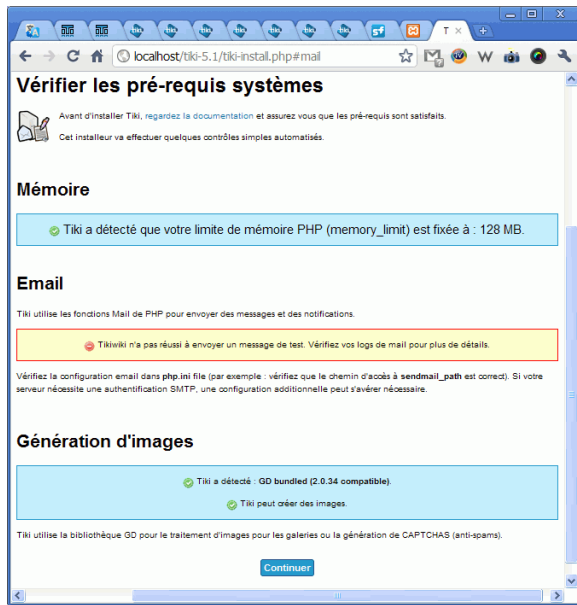 T
localhost/tiki-5.1/tiki-install.php#mail
Vérifier les pré-requis systèmes
Avant d'installer Tiki, regardez la documentation et assurez vous que les pré-requis sont satisfaits.
Cet installeur va effectuer quelques contrôles simples automatisés.
Mémoire
Tiki a détecté que votre limite de mémoire PHP (memory_limit) est fixée à : 128 MB.
Email
Tiki utilise les fonctions Mail de PHP pour envoyer des messages et des notifications.
Tikiwiki n'a pas réussi à envoyer un message de test. Vérifiez vos logs de mail pour plus de détails.
Vérifiez la configuration email dans php.ini file (par exemple : vérifiez que le chemin d'accès à sendmail_path est correct). Si votre
serveur nécessite une authentification SMTP, une configuration additionnelle peut s'avérer nécessaire.
Génération d'images
Tiki a détecté : GD bundled (2.0.34 compatible).
Tiki peut créer des images.
Tiki utilise la bibliothèque GD pour le traitement d'images pour les galeries ou la génération de CAPTCHAS (anti-spams).
Continuer